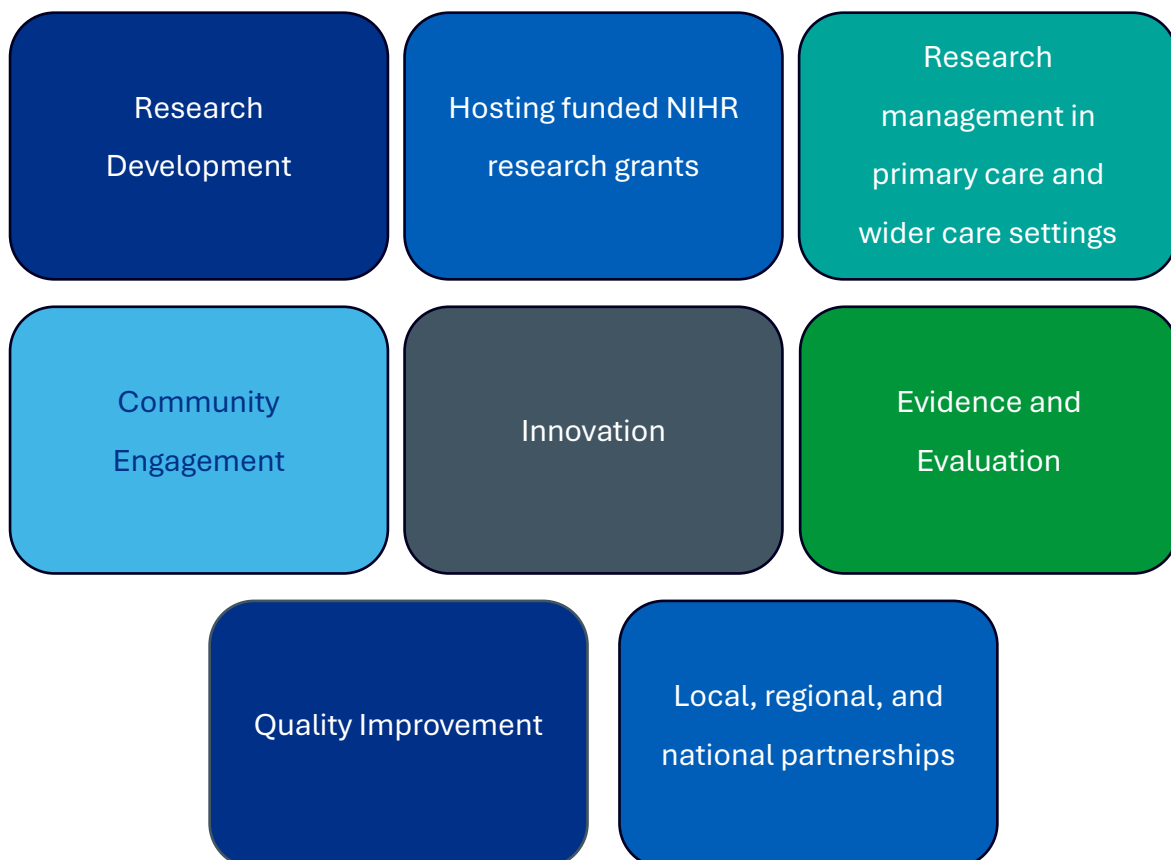 Research
Development
Hosting funded NIHR
research grants
Research
management in
primary care and
wider care settings
Community
Engagement
Innovation
Evidence and
Evaluation
Quality Improvement
Local, regional, and
national partnerships